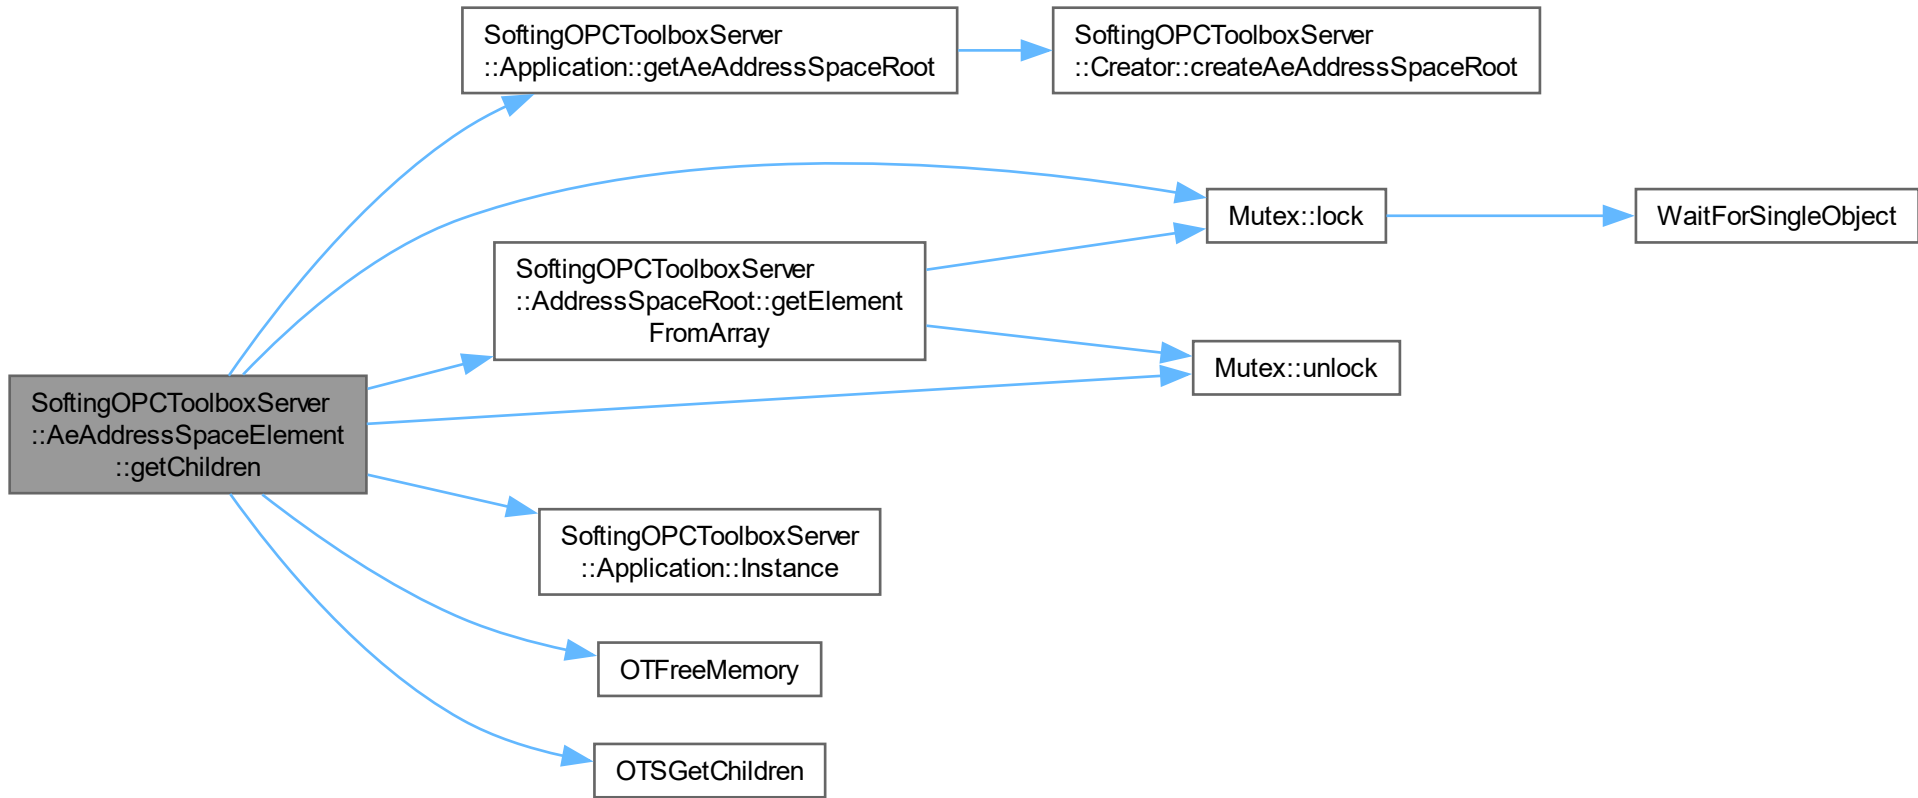 SoftingOPCToolboxServer
::Application::getAeAddressSpaceRoot
SoftingOPCToolboxServer
::Creator::createAeAddressSpaceRoot
Mutex::lock
WaitForSingleObject
SoftingOPCToolboxServer
::AddressSpaceRoot::getElement
FromArray
Mutex::unlock
SoftingOPCToolboxServer
::AeAddressSpaceElement
::getChildren
SoftingOPCToolboxServer
::Application::Instance
OTFreeMemory
OTSGetChildren